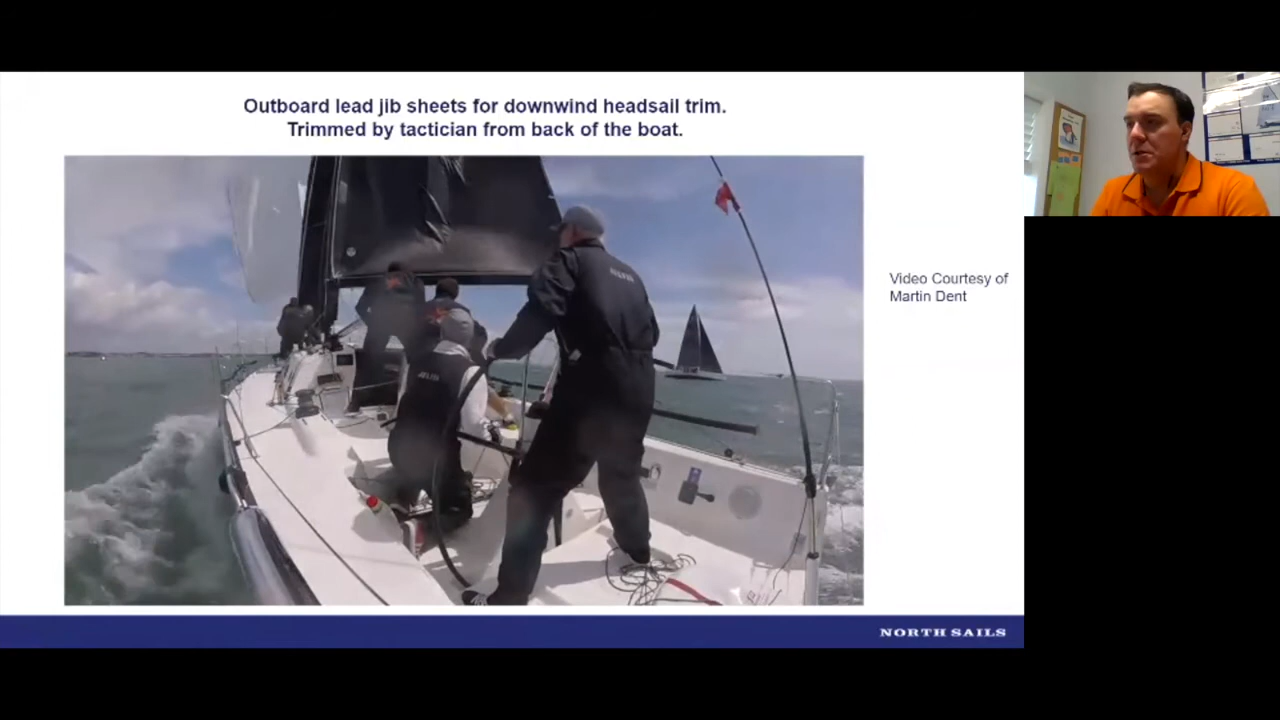 Outboard lead jib sheets for downwind headsail trim.
Trimmed by tactician from back of the boat.
Video Courtesy of
Martin Dent
NORTH SAILS